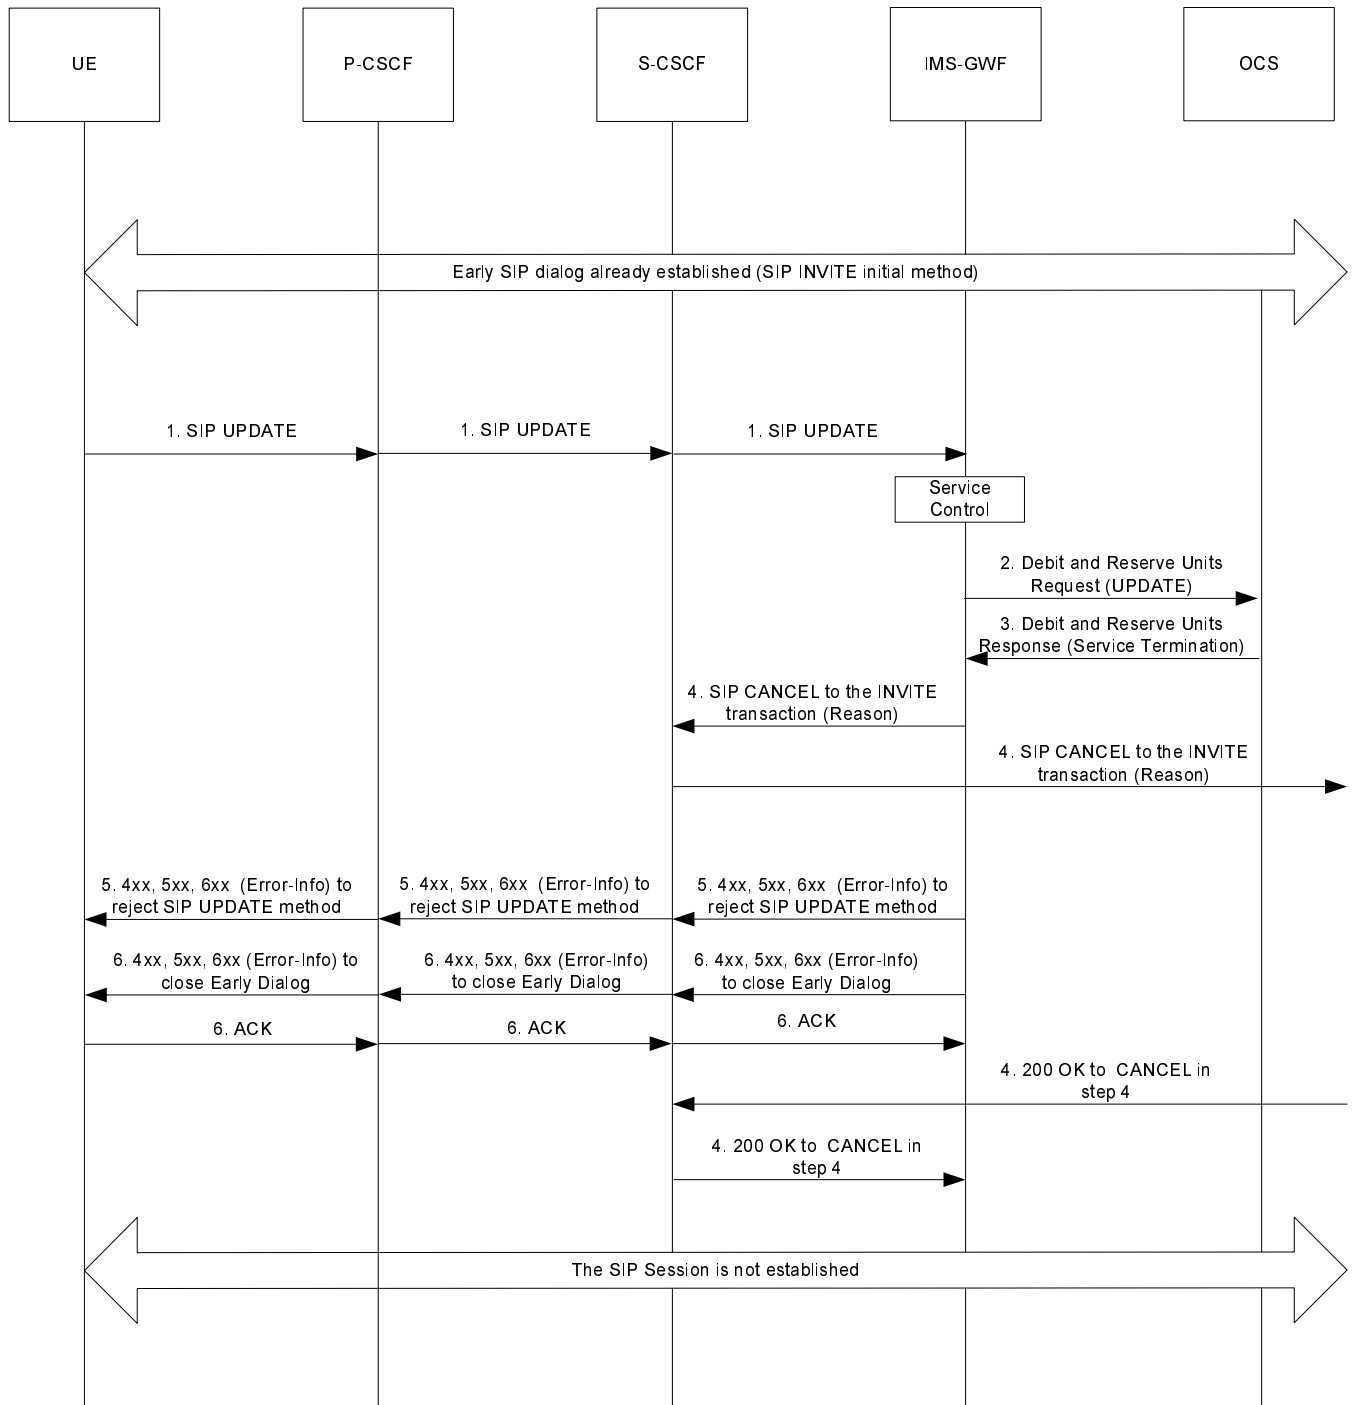 UE
P-CSCF
S-CSCF
IMS-GWF
OCS
Early SIP dialog already established (SIP INVITE initial method)
1. SIP UPDATE
1. SIP UPDATE
1. SIP UPDATE
Service
Control
2. Debit and Reserve Units
Request (UPDATE)
3. Debit and Reserve Units
Response (Service Termination)
4. SIP CANCEL to the INVITE
transaction (Reason)
4. SIP CANCEL to the INVITE
transaction (Reason)
5. 4xx, 5xx, 6xx (Error-Info) to
reject SIP UPDATE method
5. 4xx, 5xx, 6xx (Error-Info) to
reject SIP UPDATE method
5. 4xx, 5xx, 6xx (Error-Info) to
reject SIP UPDATE method
6. 4xx, 5xx, 6xx (Error-Info) to
close Early Dialog
6. 4xx, 5xx, 6xx (Error-Info)
to close Early Dialog
6. 4xx, 5xx, 6xx (Error-Info)
to close Early Dialog
6. ACK
6. ACK
6. ACK
4. 200 OK to CANCEL in
step 4
4. 200 OK to CANCEL in
step 4
The SIP Session is not established